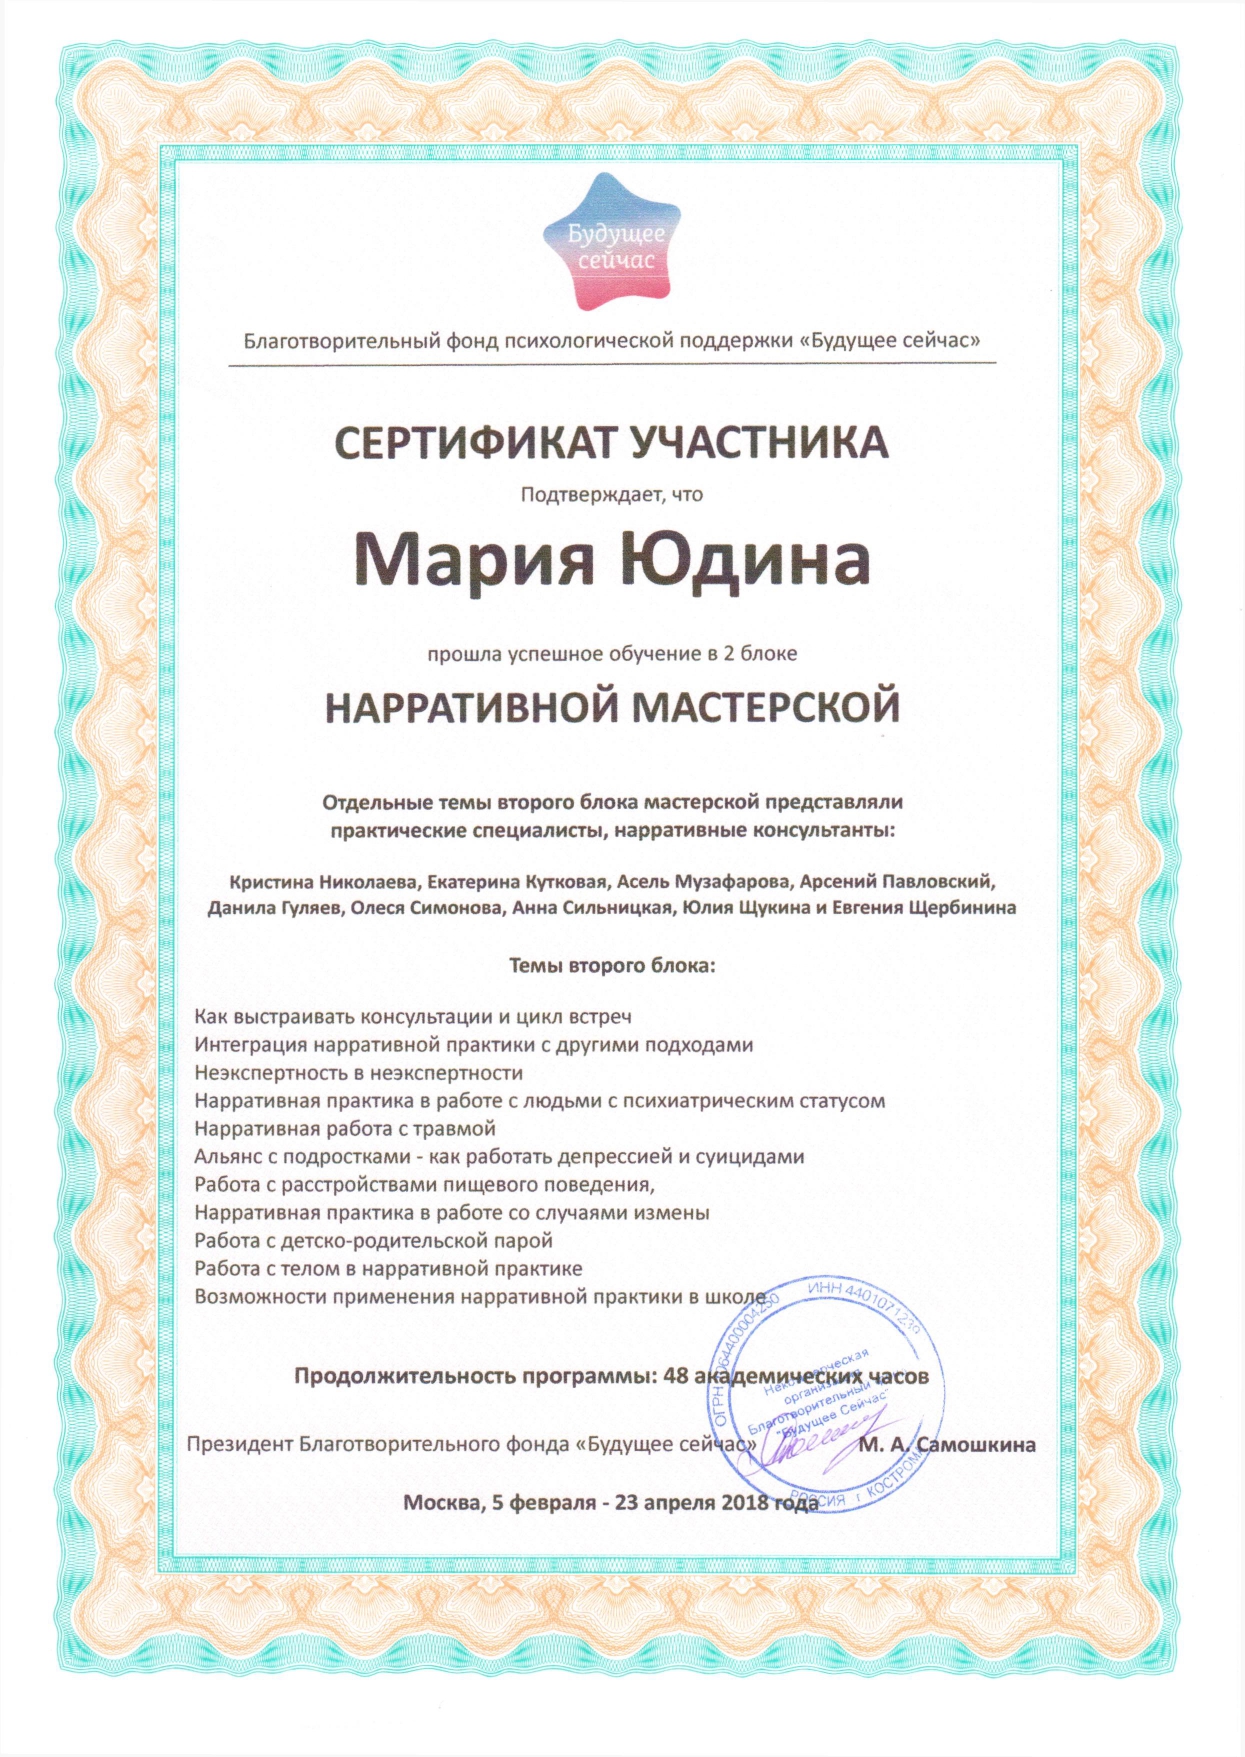 Будущее
сейчас
Благотворительный фонд психологической поддержки «Будущее сейчас»
СЕРТИФИКАТ УЧАСТНИКА
Подтверждает, что
Мария Юдина
прошла успешное обучение в 2 блоке
НАРРАТИВНОЙ МАСТЕРСКОЙ
Отдельные темы второго блока мастерской представляли
практические специалисты, нарративные консультанты:
Кристина Николаева, Екатерина Кутковая, Асель Музафарова, Арсений Павловский,
Данила Гуляев, Олеся Симонова, Анна Сильницкая, Юлия Щукина и Евгения Щербинина
Темы второго блока:
Как выстраивать консультации и цикл встреч
Интеграция нарративной практики с другими подходами
Неэкспертность в неэкспертности
Нарративная практика в работе с людьми с психиатрическим статусом
Нарративная работа с травмой
Альянс с подростками - как работать депрессией и суицидами
Работа с расстройствами пищевого поведения,
Нарративная практика в работе со случаями измены
Работа с детско-родительской парой
Работа с телом в нарративной практике
Возможности применения нарративной практики в школе
Продолжительность программы: 48 академических часов
Президент Благотворительного фонда «Будущее сейчас» М. А. Самошкина
Москва, 5 февраля - 23 апреля 2018 года
ИНН 4401071239
ОГРН
Некоммерческая
организация
Благотворительный
"Будущее Сейчас"
РОССИЯ г КОСТРОМА